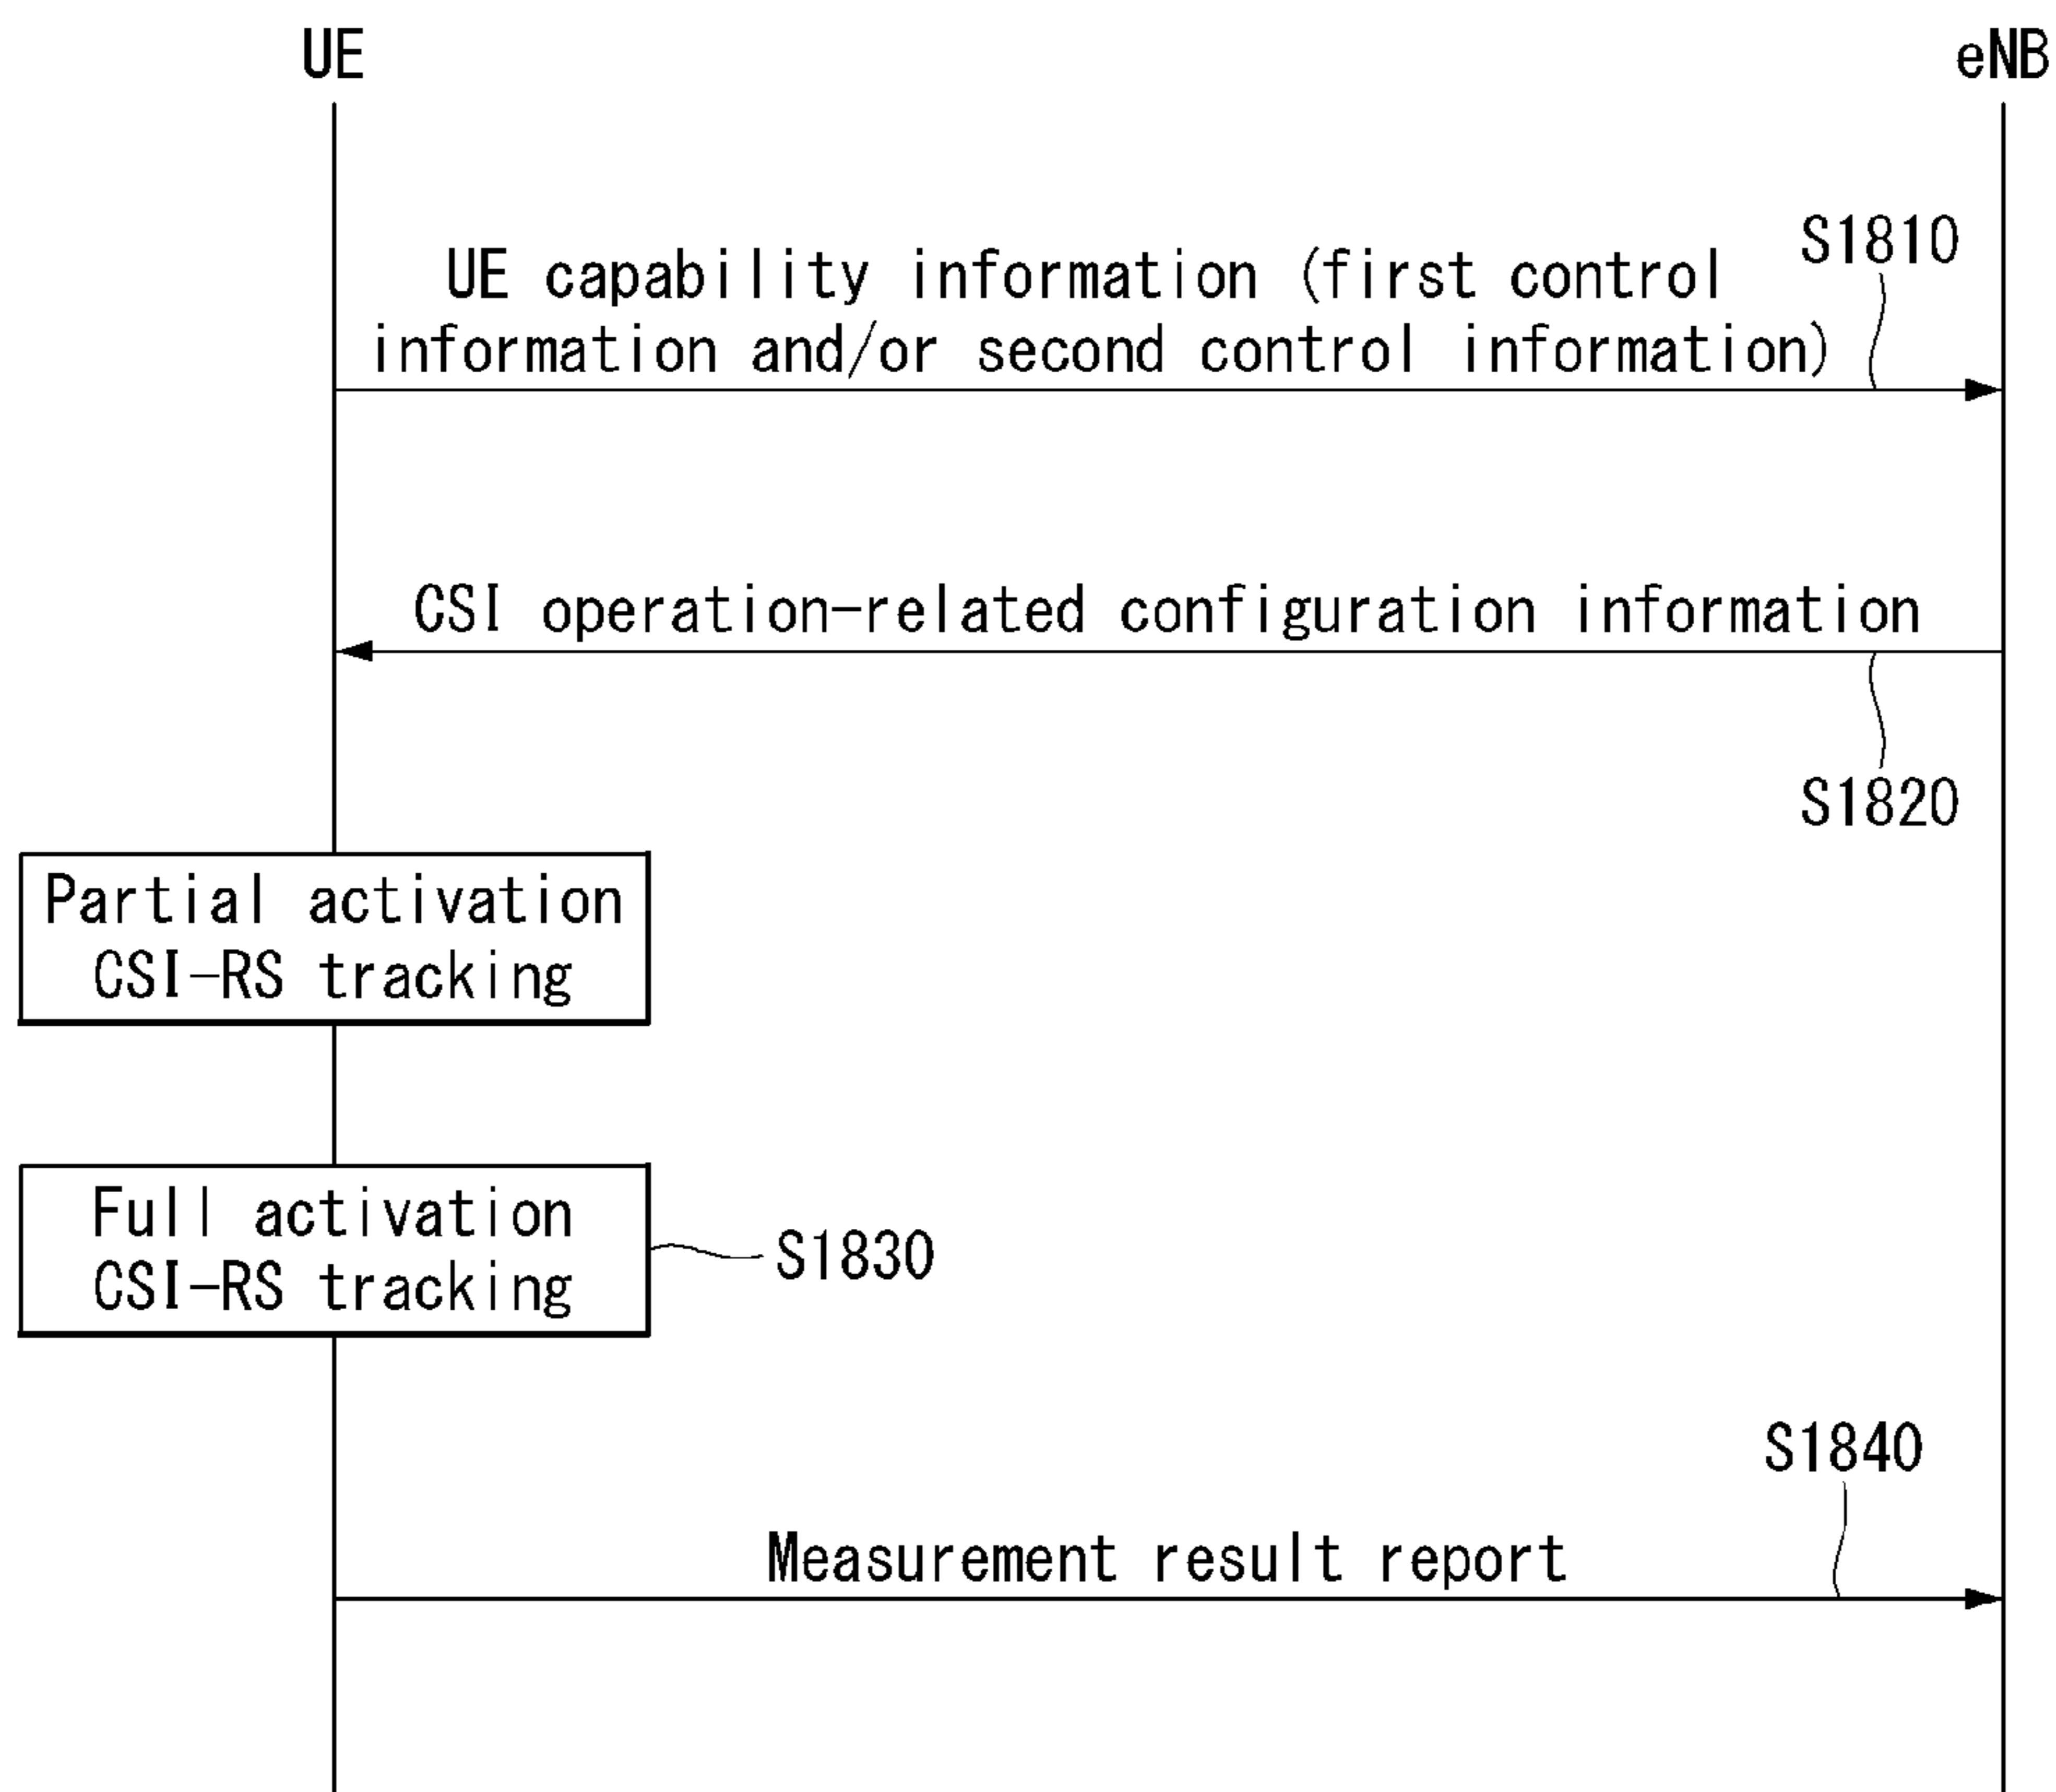 UE
eNB
S1810
UE capability information (first control
information and/or second control information)
CSI operation-related configuration information
S1820
Partial activation
CSI-RS tracking
Full activation
CSI-RS tracking
S1830
S1840
Measurement result report